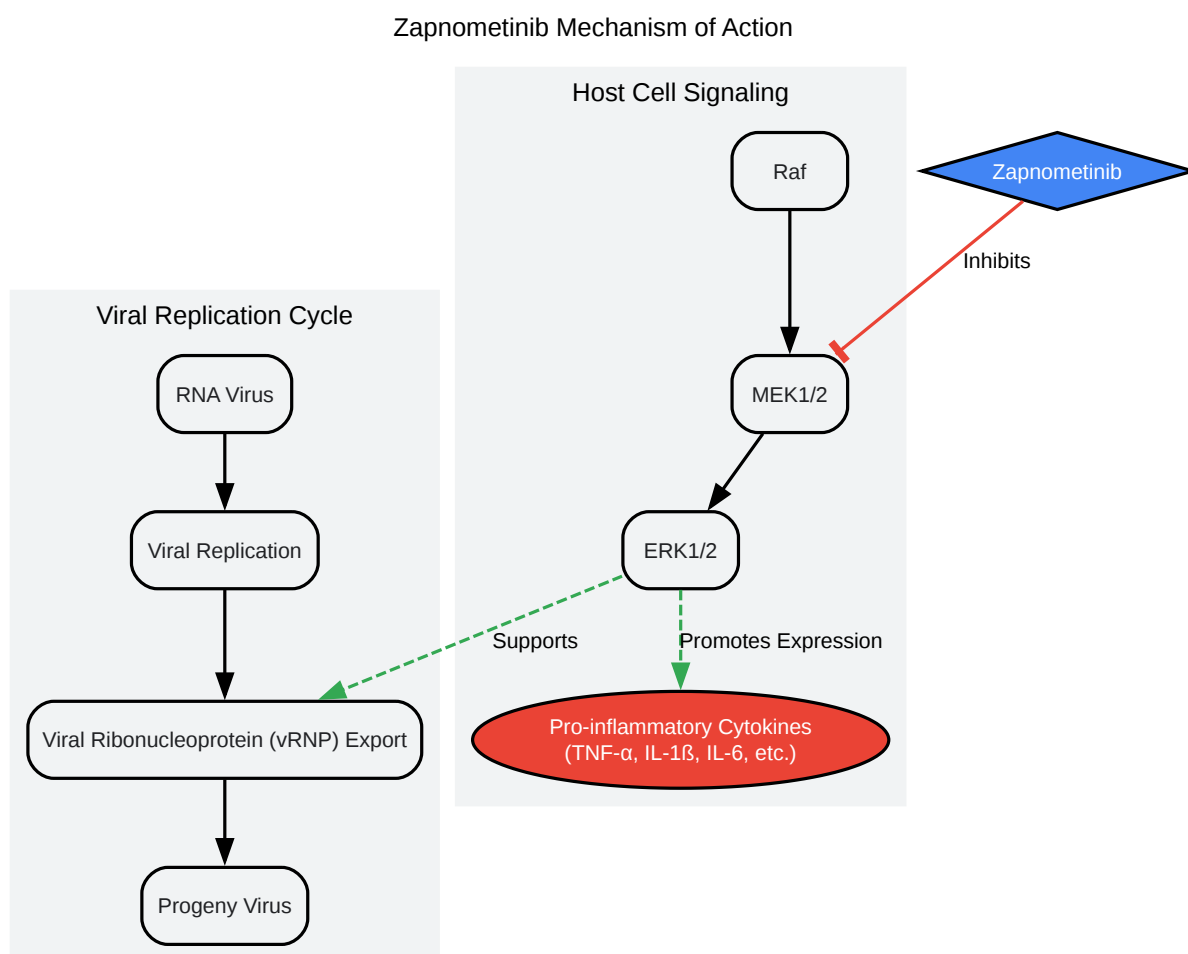 Zapnometinib Mechanism of Action
Host Cell Signaling
Raf
Zapnometinib
Inhibits
Viral Replication Cycle
RNA Virus
MEK1/2
Viral Replication
ERK1/2
Supports
Promotes Expression
Viral Ribonucleoprotein (vRNP) Export
Pro-inflammatory Cytokines
(TNF-α, IL-1ß, IL-6, etc.)
Progeny Virus